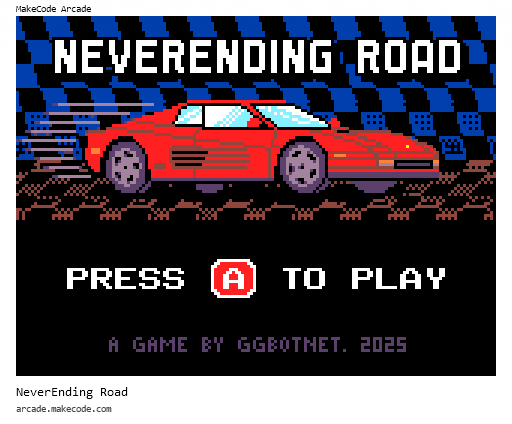 MakeCode Arcade
NEVERENDING ROAD
PRESS A TO PLAY
A GAME BY GGBOTNET. 2025
NeverEnding Road
arcade.makecode.com